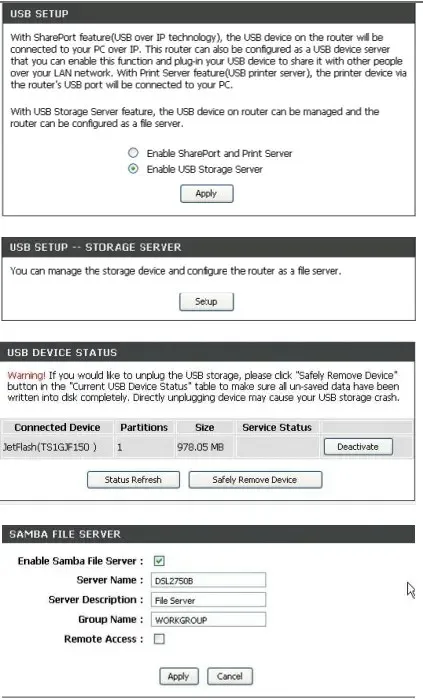 USB SETUP
With SharePort feature(USB over IP technology), the USB device on the router will be
connected to your PC over IP. This router can also be configured as a USB device server
that you can enable this function and plug-in your USB device to share it with other people
over your LAN network. With Print Server feature(USB printer server), the printer device via
the router's USB port will be connected to your PC.
With USB Storage Server feature, the USB device on router can be managed and the
router can be configured as a file server.
Enable SharePort and Print Server
Enable USB Storage Server
Apply
USB SETUP -- STORAGE SERVER
You can manage the storage device and configure the router as a file server.
Setup
USB DEVICE STATUS
Warning! If you would like to unplug the USB storage, please click "Safely Remove Device"
button in the "Current USB Device Status" table to make sure all un-saved data have been
written into disk completely. Directly unplugging device may cause your USB storage crash.
Connected Device Partitions Size Service Status
JetFlash(TS1GJF150 ) 1 978.05 MB Deactivate
Status Refresh Safely Remove Device
SAMBA FILE SERVER
Enable Samba File Server :
Server Name : DSL2750B
Server Description : File Server
Group Name : WORKGROUP
Remote Access :
Apply Cancel